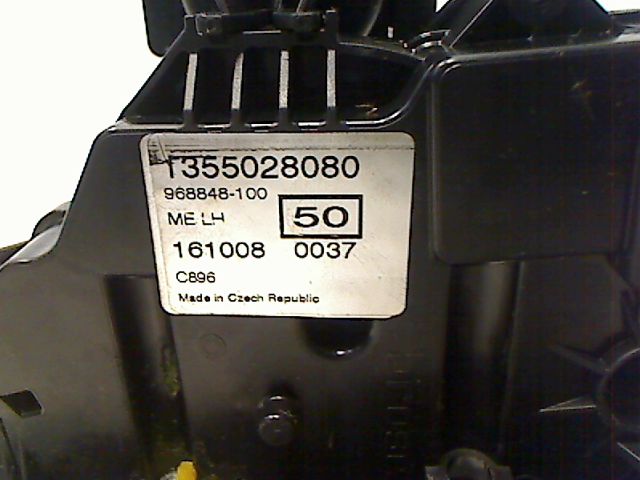 1355028080
968848-100
ME LH 50
161008 0037
C896
Made in Czech Republic